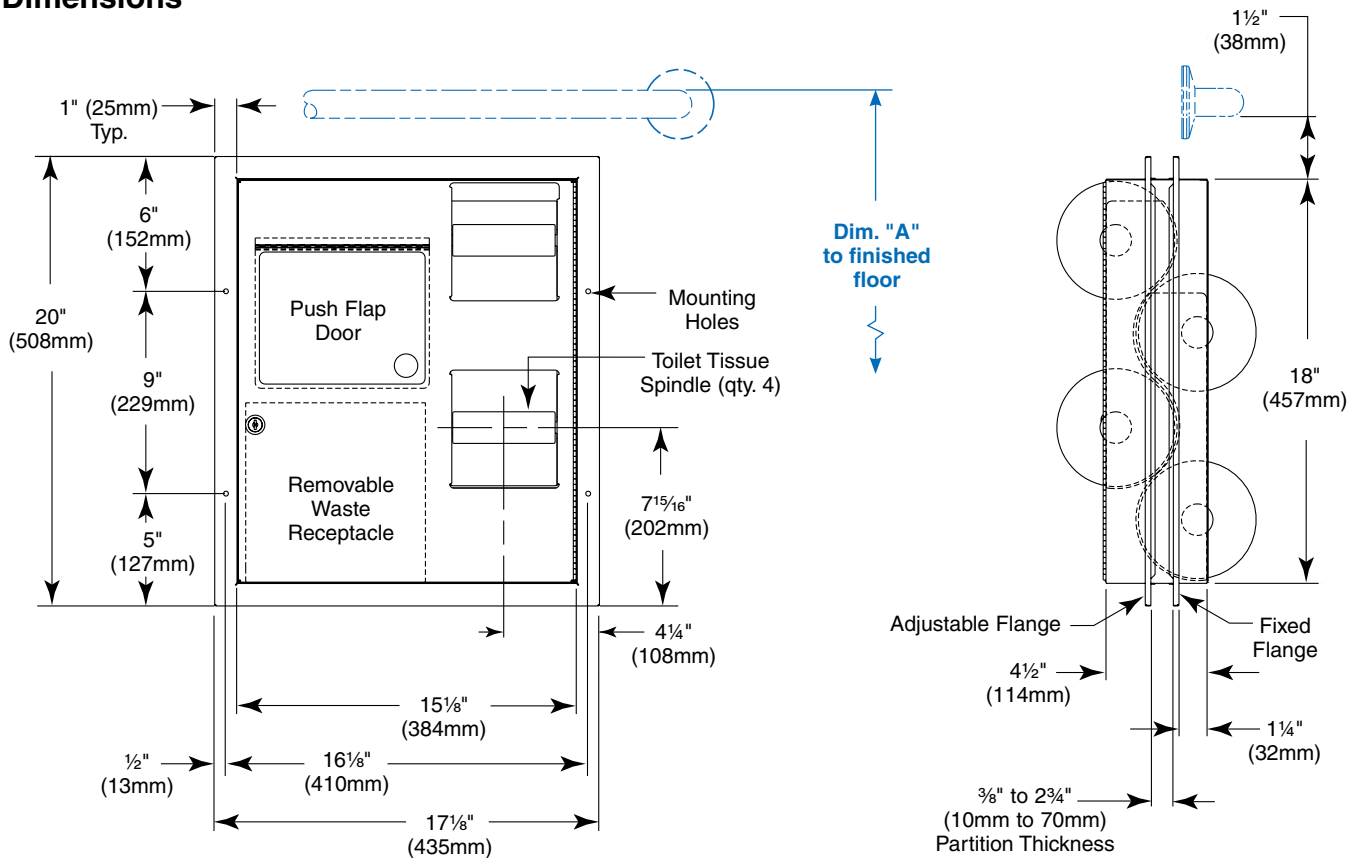 Dimensions
1½"
(38mm)
1" (25mm)
Typ.
6"
(152mm)
20"
(508mm)
9"
(229mm)
5"
(127mm)
Push Flap
Door
Removable
Waste
Receptacle
Mounting
Holes
Toilet Tissue
Spindle (qty. 4)
Dim. "A"
to finished
floor
7¹⁵⁄₁₆"
(202mm)
4¼"
(108mm)
15⅛"
(384mm)
½"
(13mm)
16⅛"
(410mm)
17⅛"
(435mm)
18"
(457mm)
Adjustable Flange
Fixed
Flange
4½"
(114mm)
1¼"
(32mm)
⅜" to 2¾"
(10mm to 70mm)
Partition Thickness